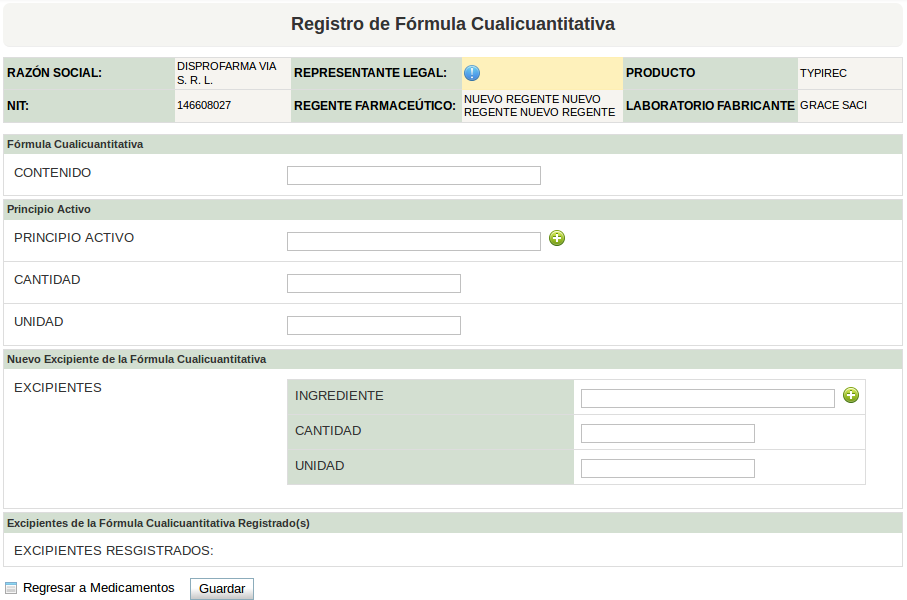 Registro de Fórmula Cualicuantitativa
RAZÓN SOCIAL: DISPROFARMA VIA S. R. L. REPRESENTANTE LEGAL: PRODUCTO TYPIREC
NIT: 146608027 REGENTE FARMACEÚTICO: NUEVO REGENTE NUEVO REGENTE NUEVO REGENTE LABORATORIO FABRICANTE GRACE SACI
Fórmula Cualicuantitativa
CONTENIDO
Principio Activo
PRINCIPIO ACTIVO
CANTIDAD
UNIDAD
Nuevo Excipiente de la Fórmula Cualicuantitativa
EXCIPIENTES
INGREDIENTE
CANTIDAD
UNIDAD
Excipientes de la Fórmula Cualicuantitativa Registrado(s)
EXCIPIENTES RESGISTRADOS:
Regresar a Medicamentos Guardar